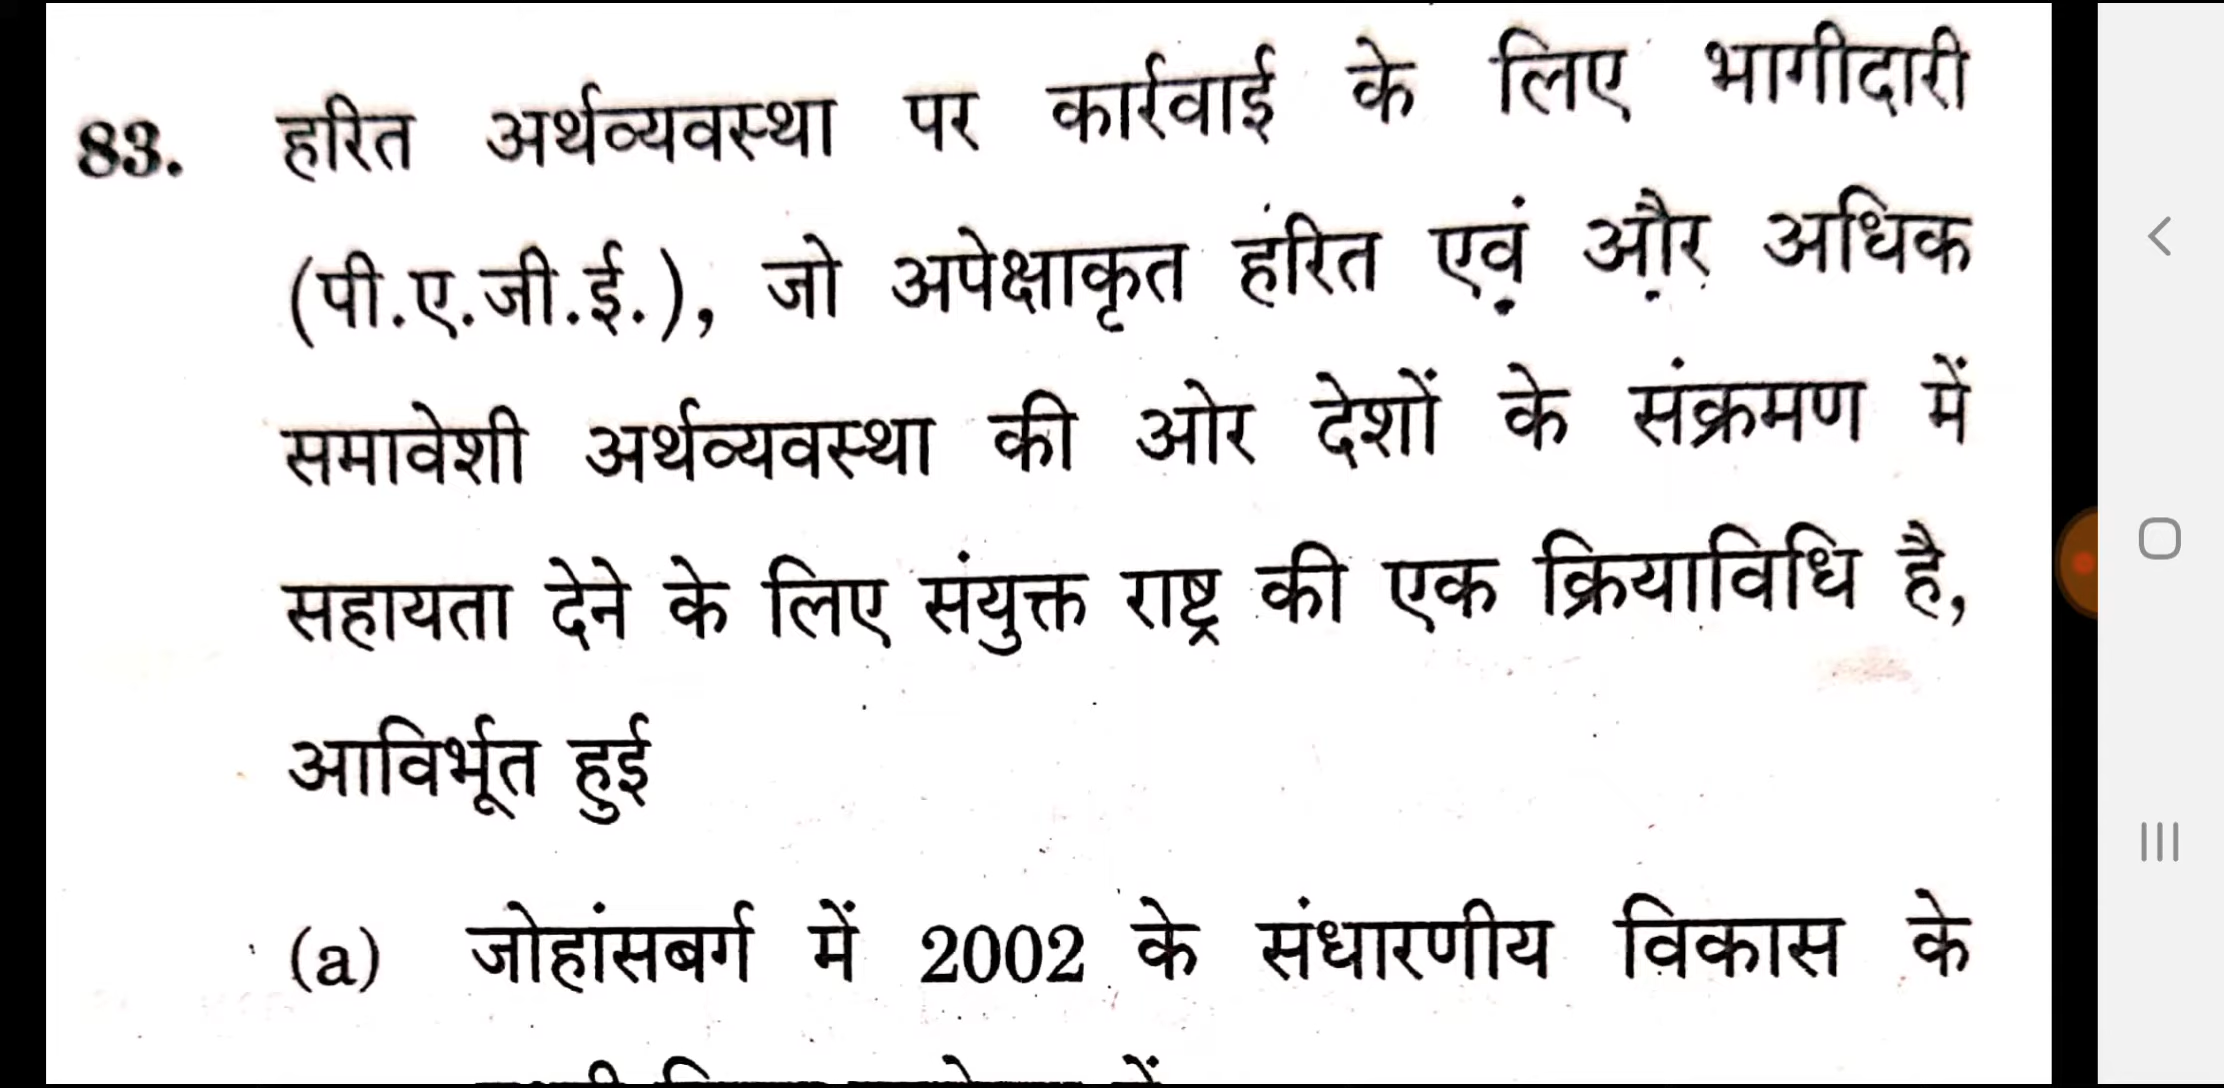 83. हरित अर्थव्यवस्था पर कार्रवाई के लिए भागीदारी
(पी.ए.जी.ई.), जो अपेक्षाकृत हरित एवं और अधिक
समावेशी अर्थव्यवस्था की ओर देशों के संक्रमण में
सहायता देने के लिए संयुक्त राष्ट्र की एक क्रियाविधि है,
आविर्भूत हुई
(a) जोहांसबर्ग में 2002 के संधारणीय विकास के